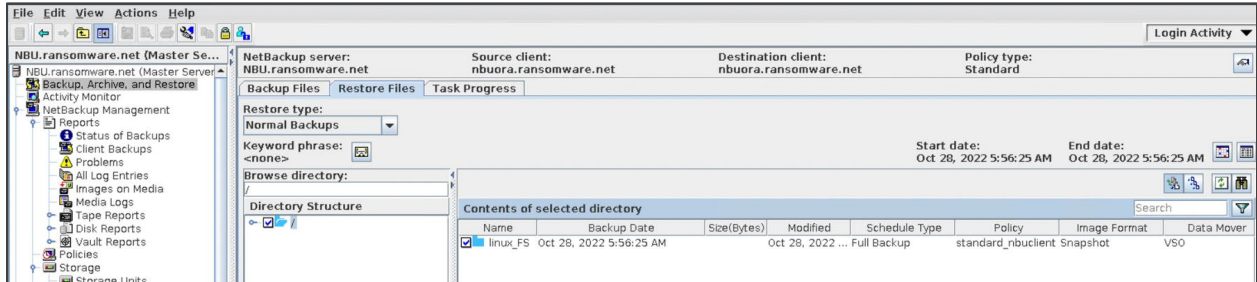 File Edit View Actions Help
Login Activity
NBU.ransomware.net (Master Se...
NBU.ransomware.net (Master Server
Backup, Archive, and Restore
Activity Monitor
NetBackup Management
Reports
Status of Backups
Client Backups
Problems
All Log Entries
Images on Media
Media Logs
Tape Reports
Disk Reports
Vault Reports
Policies
Storage
Storage Units
NetBackup server: Source client: Destination client: Policy type:
NBU.ransomware.net nbuora.ransomware.net nbuora.ransomware.net Standard
Backup Files Restore Files Task Progress
Restore type:
Normal Backups
Keyword phrase: Start date: End date:
<none> Oct 28, 2022 5:56:25 AM Oct 28, 2022 5:56:25 AM
Browse directory:
/
Directory Structure
/
Contents of selected directory Search
Name Backup Date Size(Bytes) Modified Schedule Type Policy Image Format Data Mover
linux_FS Oct 28, 2022 5:56:25 AM Oct 28, 2022 ... Full Backup standard_nbuclient Snapshot VSO